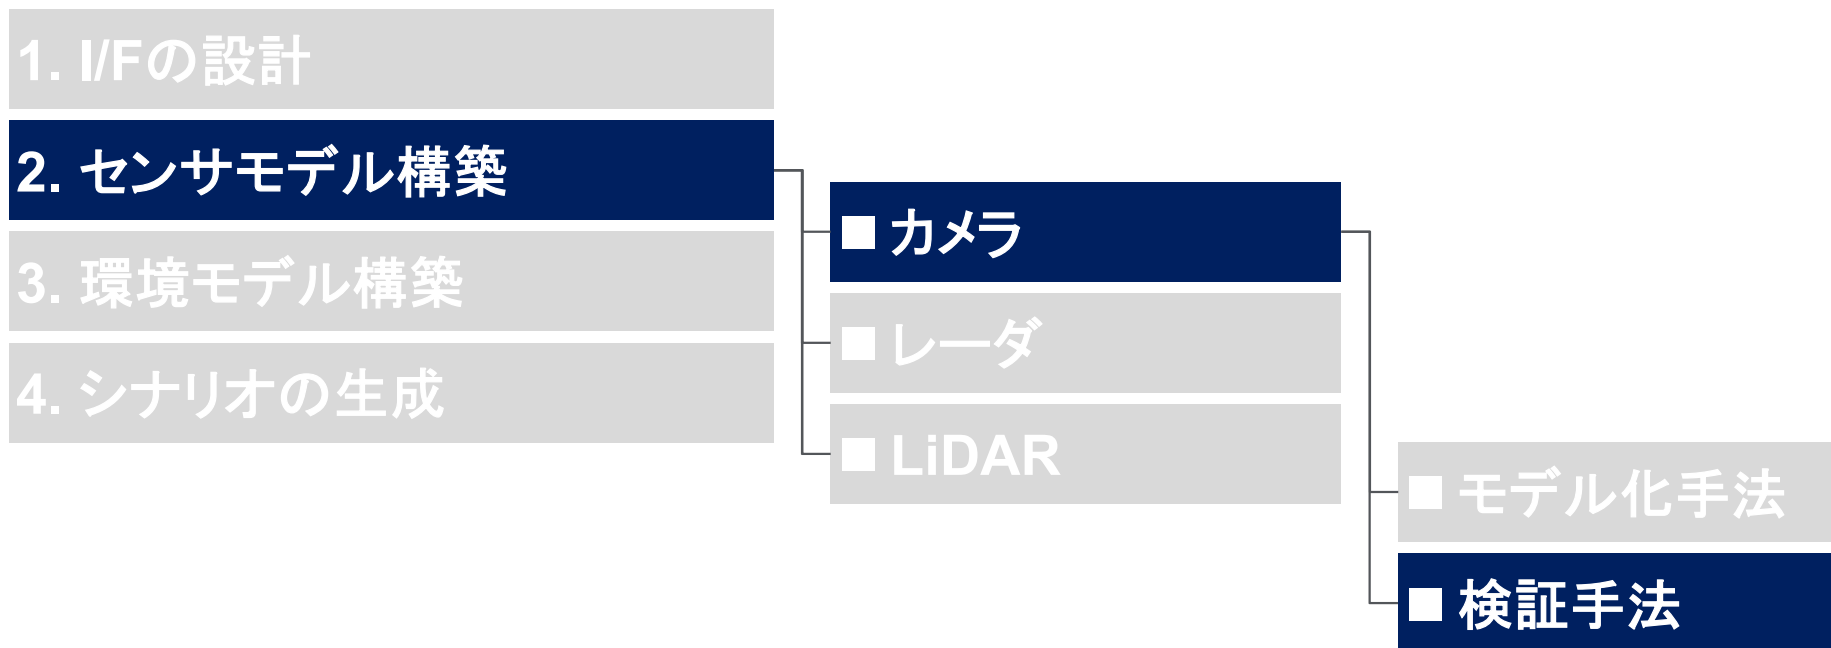 1. I/Fの設計
2. センサモデル構築
3. 環境モデル構築
4. シナリオの生成
■ カメラ
■ レーダ
■ LiDAR
■ モデル化手法
■ 検証手法